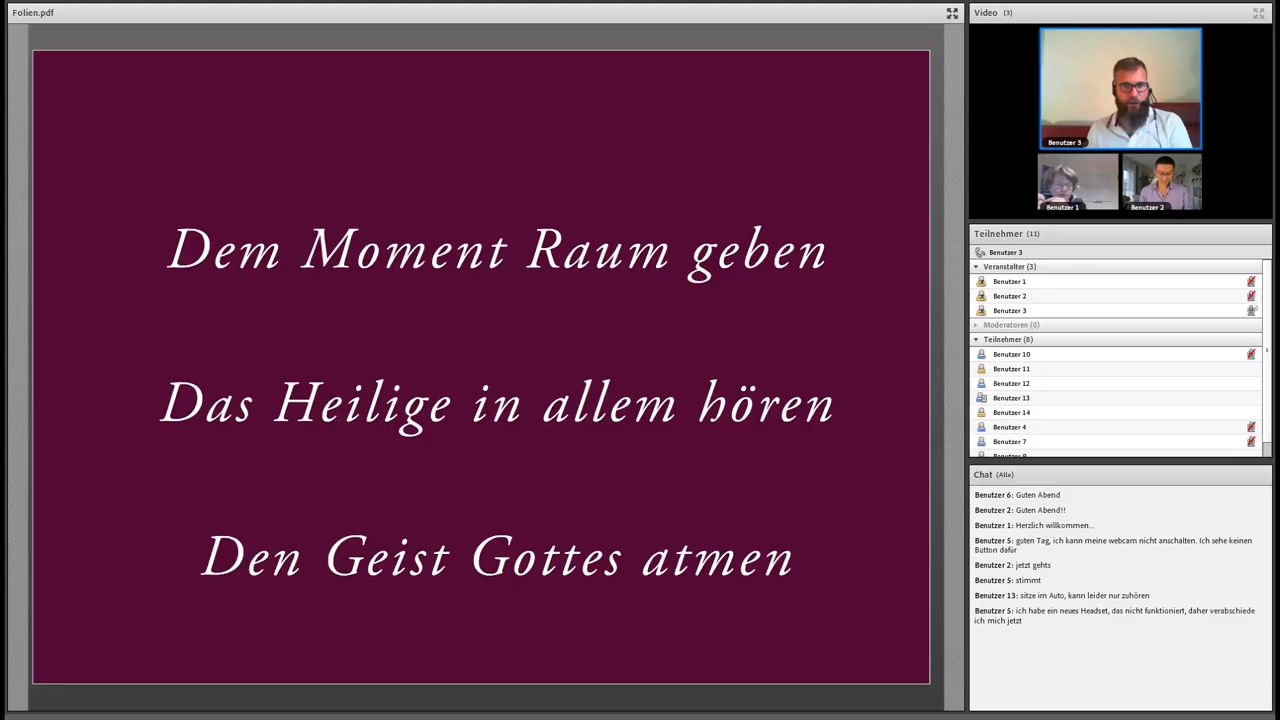 Folien.pdf
Dem Moment Raum geben
Das Heilige in allem hören
Den Geist Gottes atmen
Video (3)
Benutzer 3
Benutzer 1
Benutzer 2
Teilnehmer (11)
Benutzer 3
Veranstalter (3)
Benutzer 1
Benutzer 2
Benutzer 3
Moderatoren (0)
Teilnehmer (8)
Benutzer 10
Benutzer 11
Benutzer 12
Benutzer 13
Benutzer 14
Benutzer 4
Benutzer 7
Chat (Alle)
Benutzer 6: Guten Abend
Benutzer 2: Guten Abend!!
Benutzer 1: Herzlich willkommen...
Benutzer 5: guten Tag, ich kann meine webcam nicht anschalten. Ich sehe keinen
Button dafür
Benutzer 2: jetzt gehts
Benutzer 5: stimmt
Benutzer 13: sitze im Auto, kann leider nur zuhören
Benutzer 5: ich habe ein neues Headset, das nicht funktioniert, daher verabschiede
ich mich jetzt